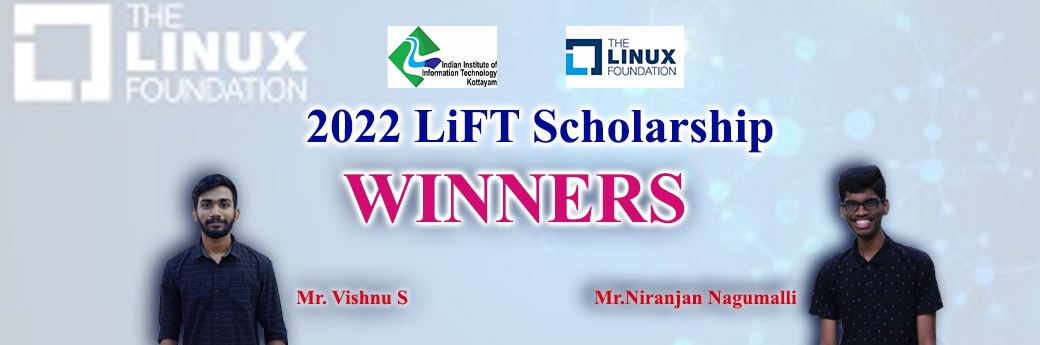 THE
LINUX
FOUNDATION
Indian Institute of
Information Technology
Kottayam
THE
LINUX
FOUNDATION
2022 LiFT Scholarship
WINNERS
Mr. Vishnu S
Mr.Niranjan Nagumalli